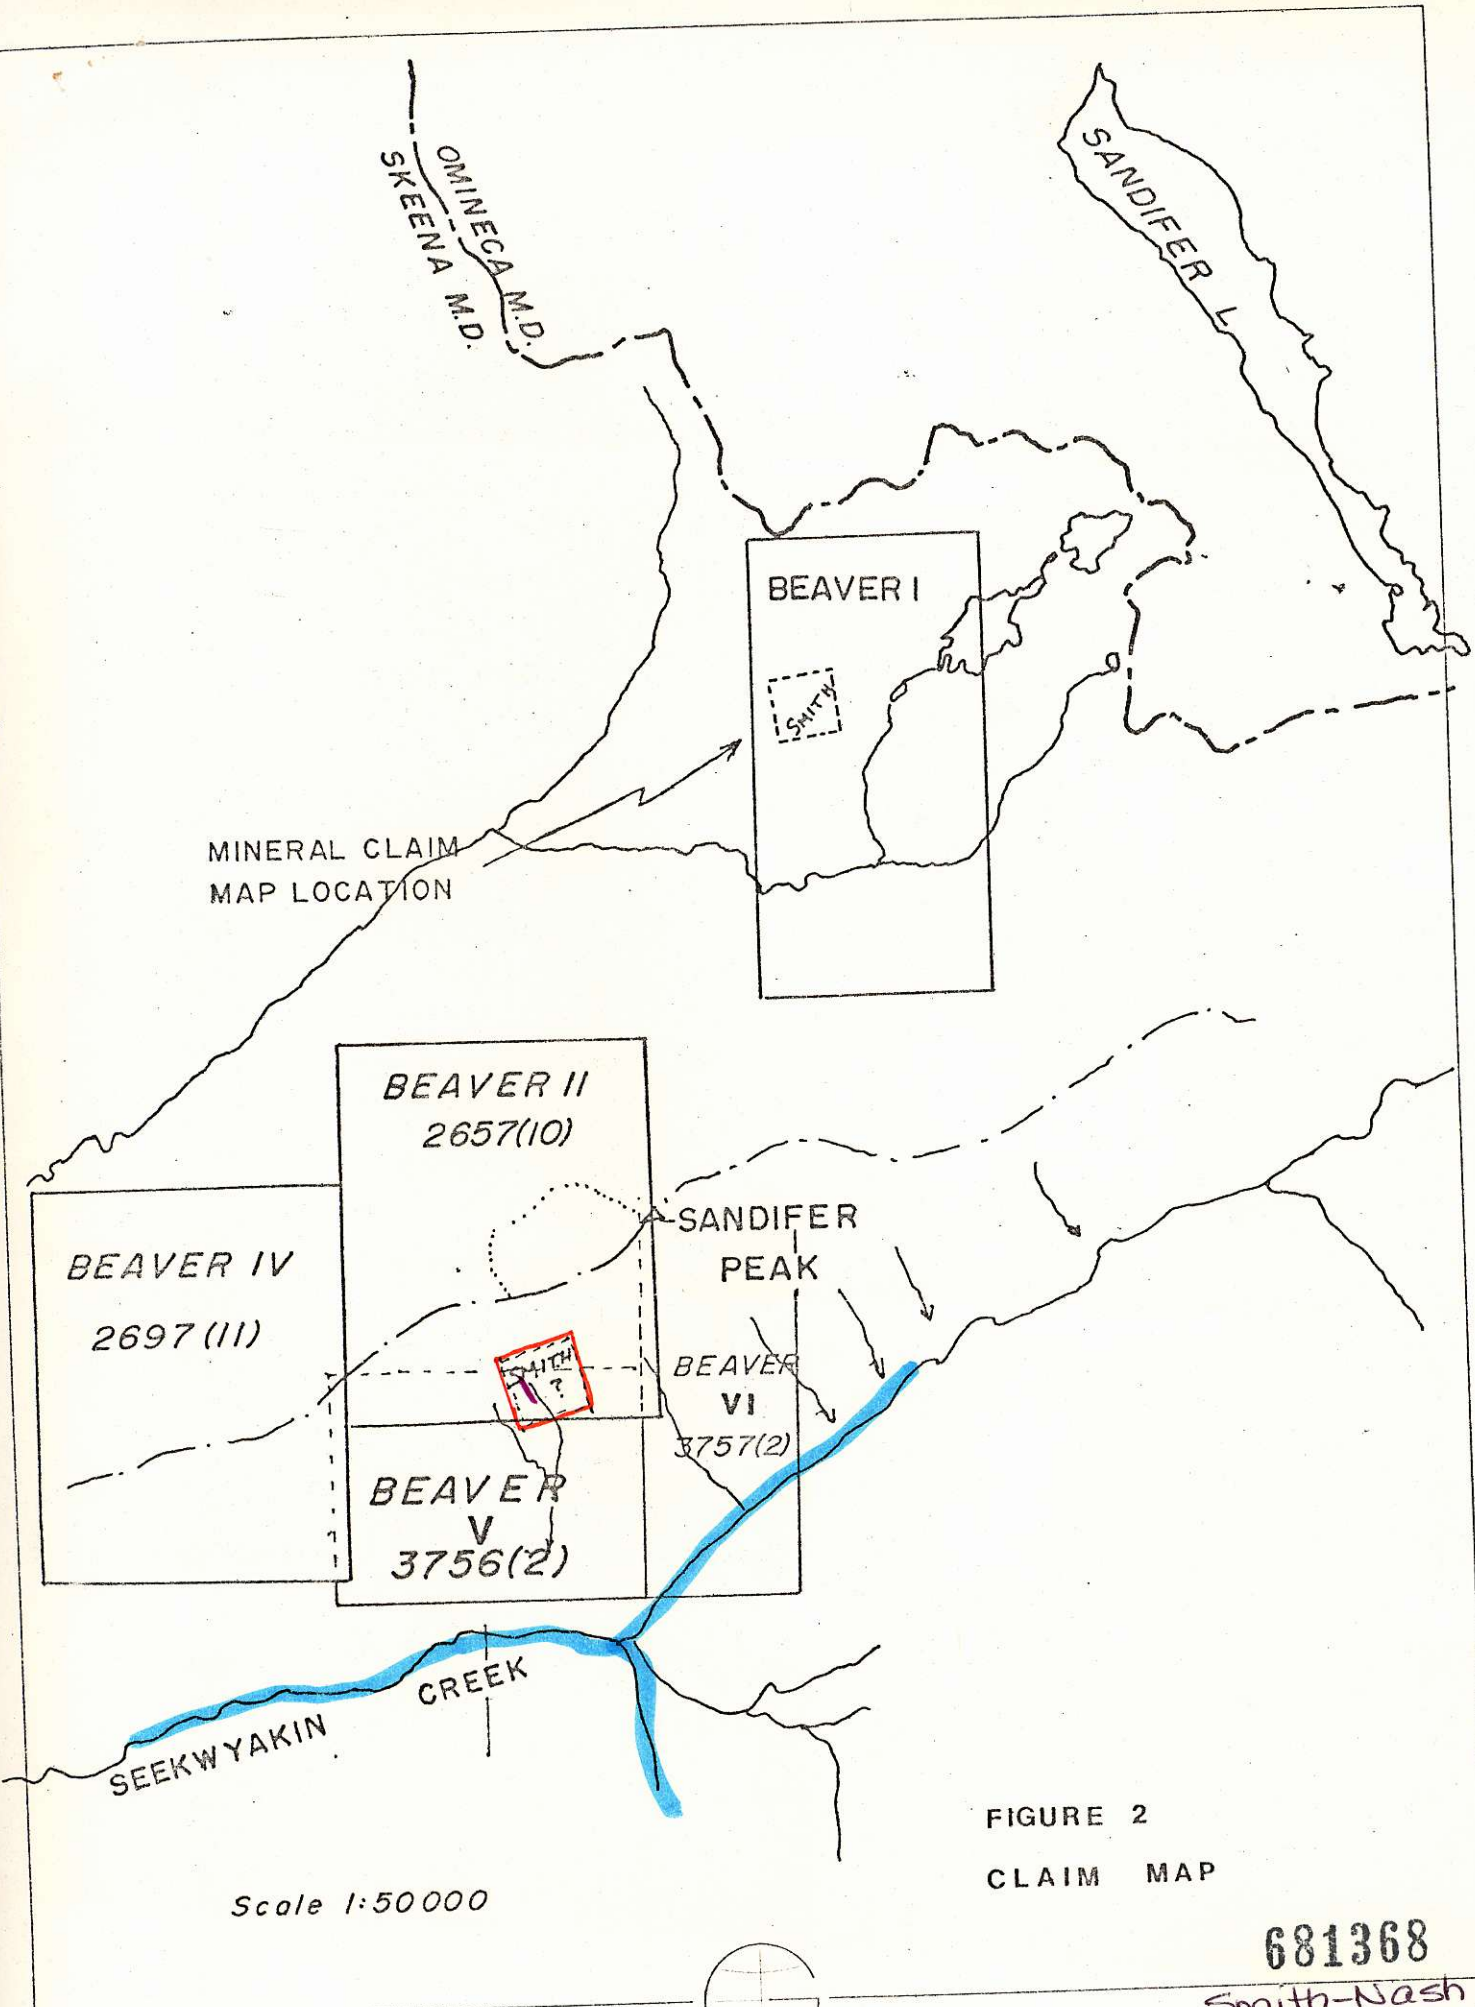 OMINECA M.D.
SKEENA M.D.
SANDIFER L
BEAVER I
SMITH
MINERAL CLAIM
MAP LOCATION
BEAVER II
2657(10)
SANDIFER
PEAK
BEAVER IV
2697(11)
SMITH
?
BEAVER
VI
3757(2)
BEAVER
V
3756(2)
SEEKWYAKIN CREEK
FIGURE 2
CLAIM MAP
Scale 1:50000
681368
Smith-Nash